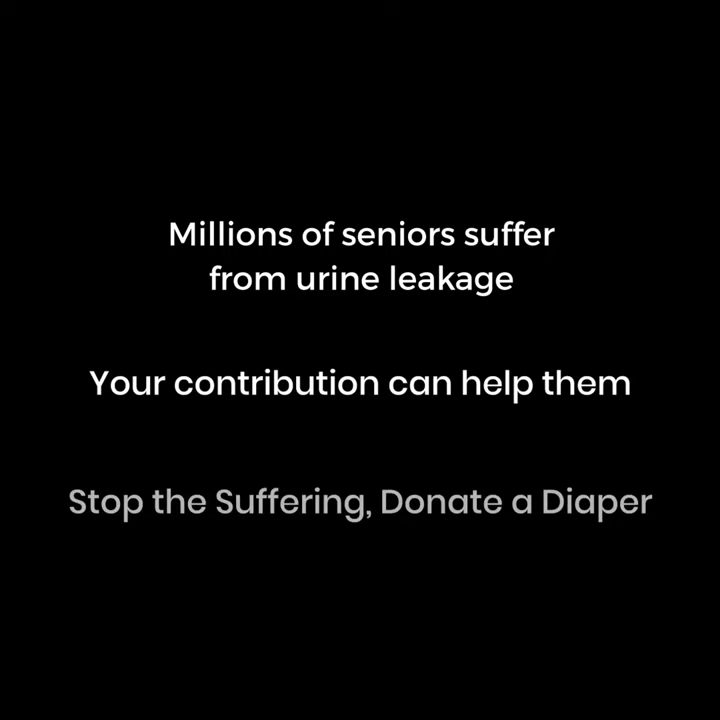 Millions of seniors suffer
from urine leakage
Your contribution can help them
Stop the Suffering, Donate a Diaper